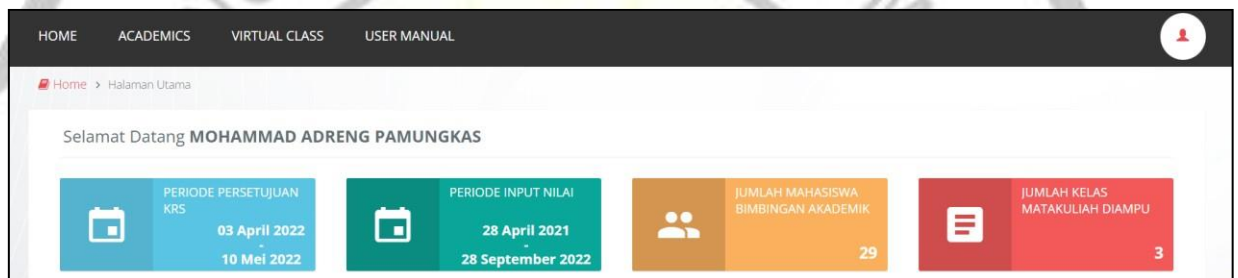 HOME ACADEMICS VIRTUAL CLASS USER MANUAL
Home > Halaman Utama
Selamat Datang MOHAMMAD ADRENG PAMUNGKAS
PERIODE PERSETUJUAN
KRS
03 April 2022
-
10 Mei 2022
PERIODE INPUT NILAI
28 April 2021
-
28 September 2022
JUMLAH MAHASISWA
BIMBINGAN AKADEMIK
29
JUMLAH KELAS
MATAKULIAH DIAMPU
3